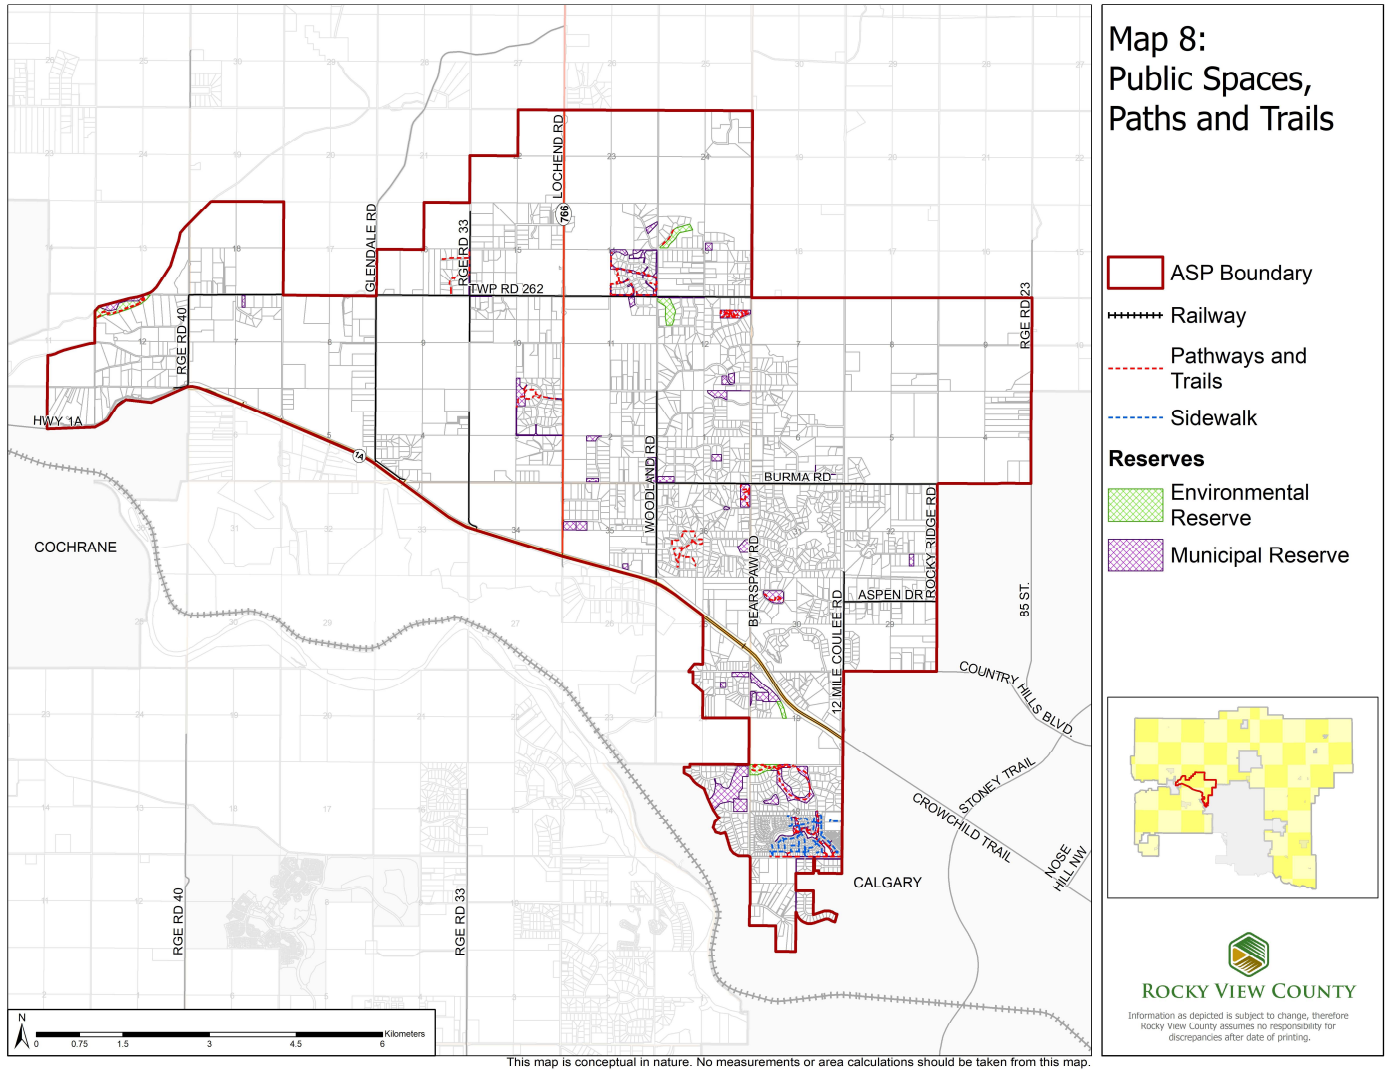 Map 8:
Public Spaces,
Paths and Trails
ASP Boundary
Railway
Pathways and
Trails
Sidewalk
Reserves
Environmental
Reserve
Municipal Reserve
ROCKY VIEW COUNTY
Information as depicted is subject to change, therefore
Rocky View County assumes no responsibility for
discrepancies after date of printing.
LOCHEND RD
766
GLENDALE RD
RGE RD 33
TWP RD 262
RGE RD 23
RGE RD 40
HWY 1A
1A
WOODLAND RD
BURMA RD
COCHRANE
BEARSPAW RD
ROCKY RIDGE RD
ASPEN DR
12 MILE COULEE RD
85 ST.
COUNTRY HILLS BLVD.
STONEY TRAIL
CROWCHILD TRAIL
NOSE
HILL NW
CALGARY
RGE RD 40
RGE RD 33
N
0 0.75 1.5 3 4.5 6
Kilometers
This map is conceptual in nature. No measurements or area calculations should be taken from this map.